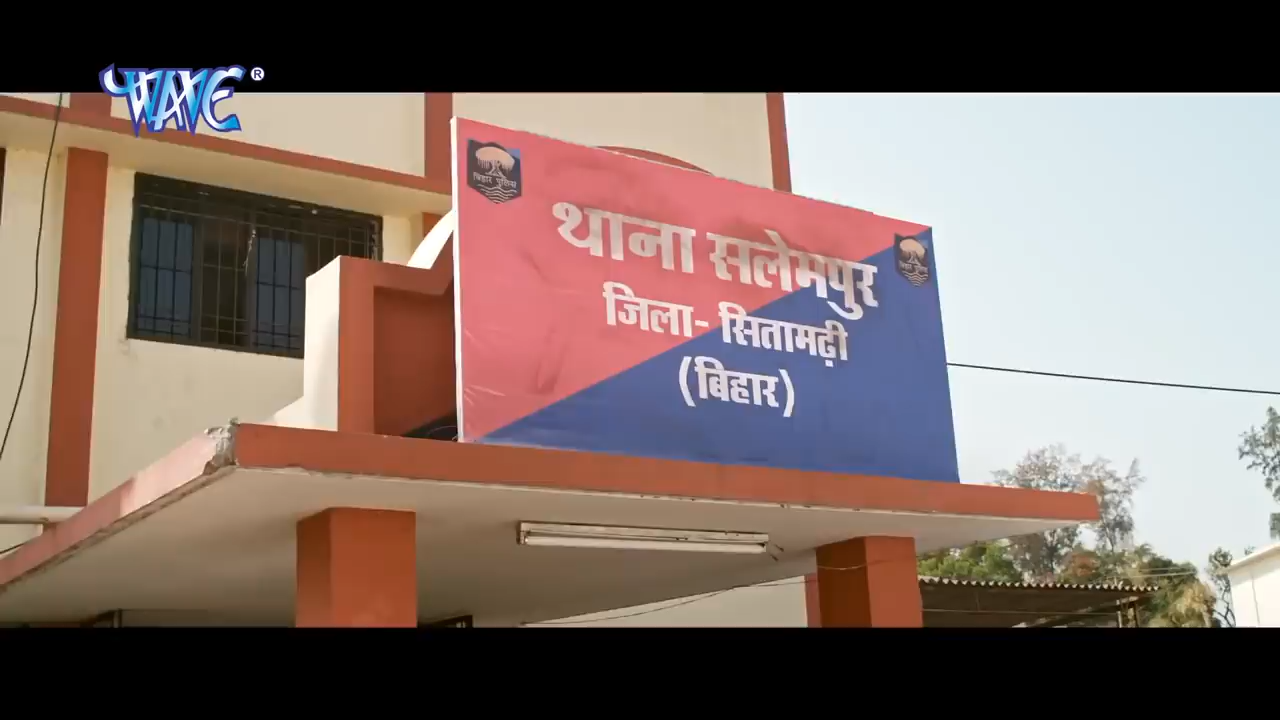 WAVE ®
बिहार पुलिस
थाना सलेमपुर
बिहार पुलिस
जिला- सितामढ़ी
(बिहार)